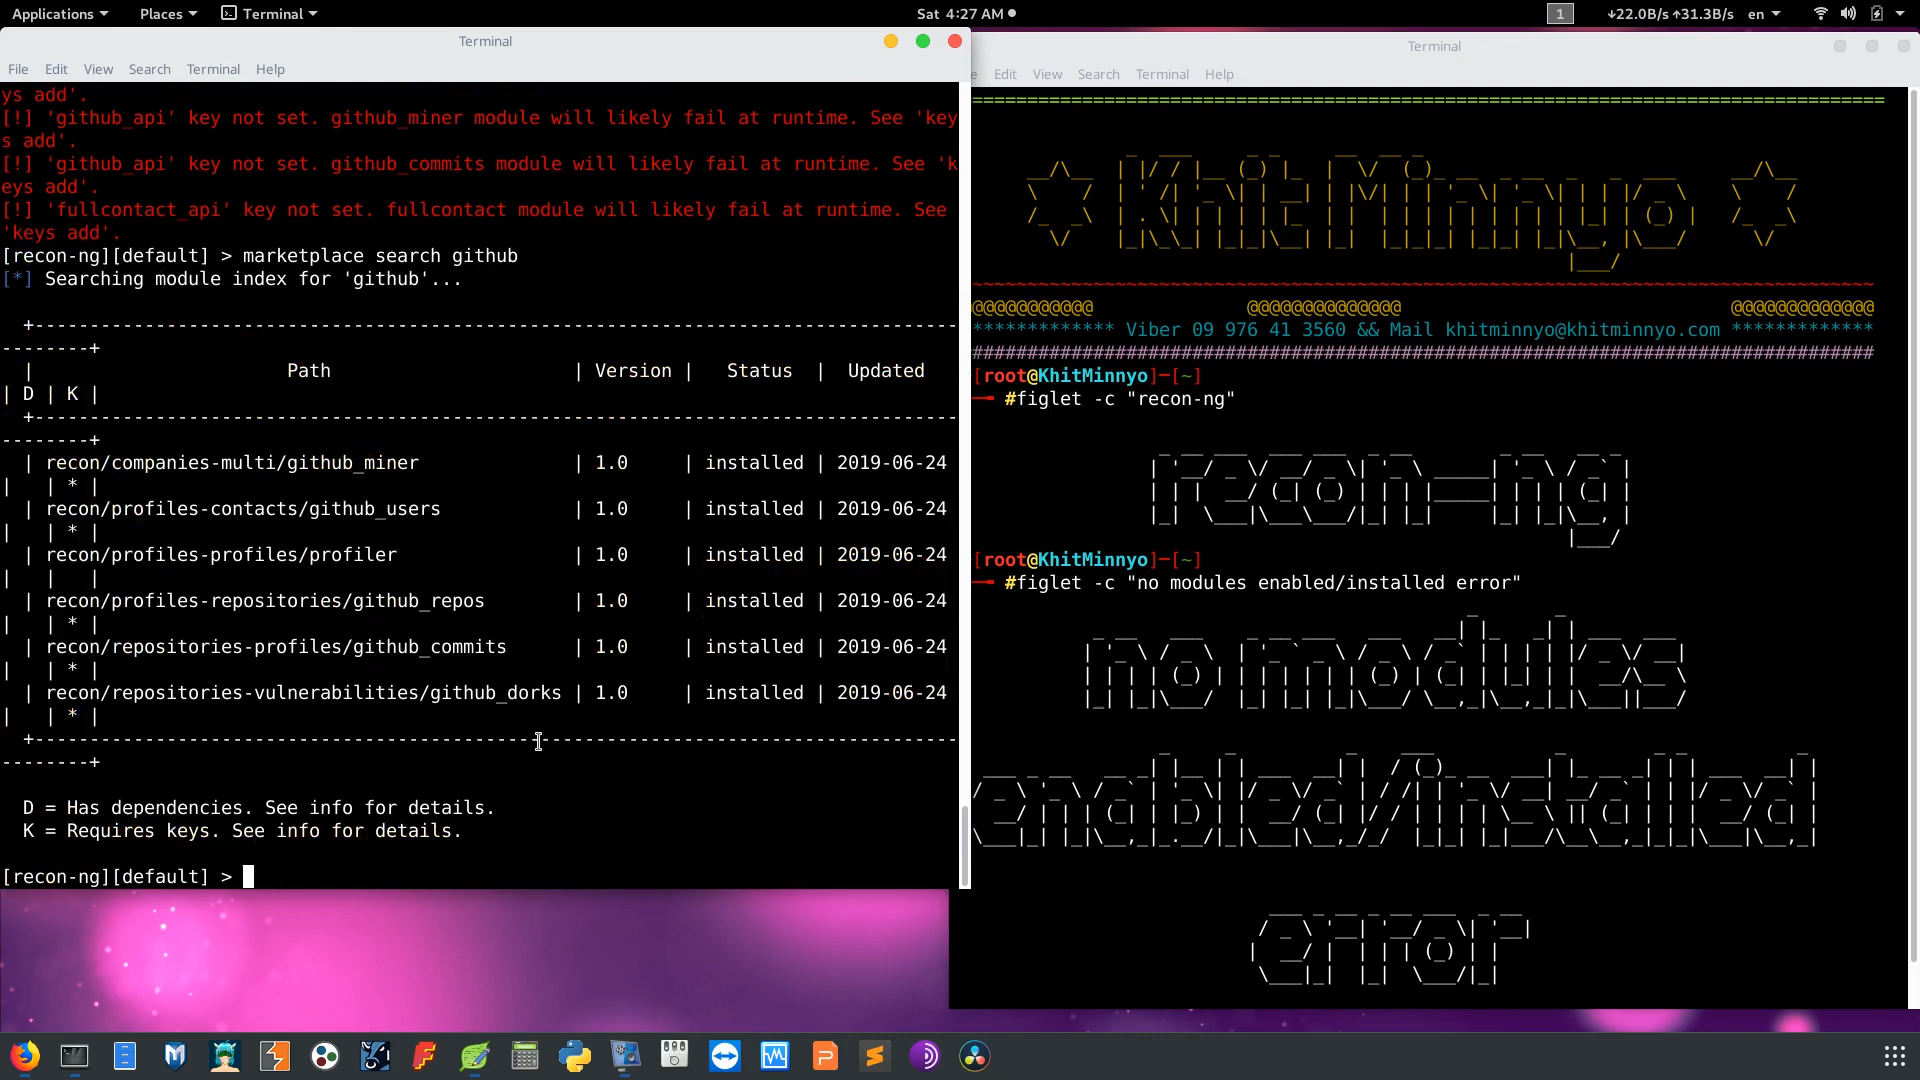 Applications Places Terminal Sat 4:27 AM 1 ↓22.0B/s ↑31.3B/s en
Terminal
File Edit View Search Terminal Help
ys add'.
[!] 'github_api' key not set. github_miner module will likely fail at runtime. See 'key
s add'.
[!] 'github_api' key not set. github_commits module will likely fail at runtime. See 'k
eys add'.
[!] 'fullcontact_api' key not set. fullcontact module will likely fail at runtime. See
'keys add'.
[recon-ng][default] > marketplace search github
[*] Searching module index for 'github'...
+---------------------------------------------------------------------------------------
--------+
| Path | Version | Status | Updated
| D | K |
+---------------------------------------------------------------------------------------
--------+
| recon/companies-multi/github_miner | 1.0 | installed | 2019-06-24
| | * |
| recon/profiles-contacts/github_users | 1.0 | installed | 2019-06-24
| | * |
| recon/profiles-profiles/profiler | 1.0 | installed | 2019-06-24
| | |
| recon/profiles-repositories/github_repos | 1.0 | installed | 2019-06-24
| | * |
| recon/repositories-profiles/github_commits | 1.0 | installed | 2019-06-24
| | * |
| recon/repositories-vulnerabilities/github_dorks | 1.0 | installed | 2019-06-24
| | * |
+---------------------------------------------------------------------------------------
--------+
D = Has dependencies. See info for details.
K = Requires keys. See info for details.
[recon-ng][default] >
Terminal
e Edit View Search Terminal Help
Khit Minnyo
@@@@@@@@@@@ @@@@@@@@@@@@@@ @@@@@@@@@@@@@
************* Viber 09 976 41 3560 && Mail khitminnyo@khitminnyo.com *************
[root@KhitMinnyo]─[~]
#figlet -c "recon-ng"
recon-ng
[root@KhitMinnyo]─[~]
#figlet -c "no modules enabled/installed error"
no modules
enabled/installed
error